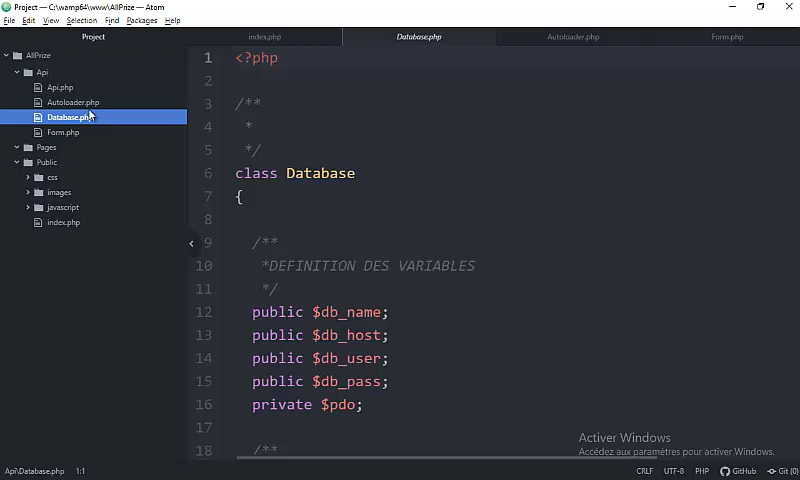 Project — C:\wamp64\www\AllPrize — Atom
File Edit View Selection Find Packages Help
Project
index.php Database.php Autoloader.php Form.php
AllPrize
Api
Api.php
Autoloader.php
Database.php
Form.php
Pages
Public
css
images
javascript
index.php
1 <?php
2
3 /**
4 *
5 */
6 class Database
7 {
8
9 /**
10 *DEFINITION DES VARIABLES
11 */
12 public $db_name;
13 public $db_host;
14 public $db_user;
15 public $db_pass;
16 private $pdo;
17
18 /**
Activer Windows
Accédez aux paramètres pour activer Windows.
Api\Database.php 1:1 CRLF UTF-8 PHP GitHub Git (0)